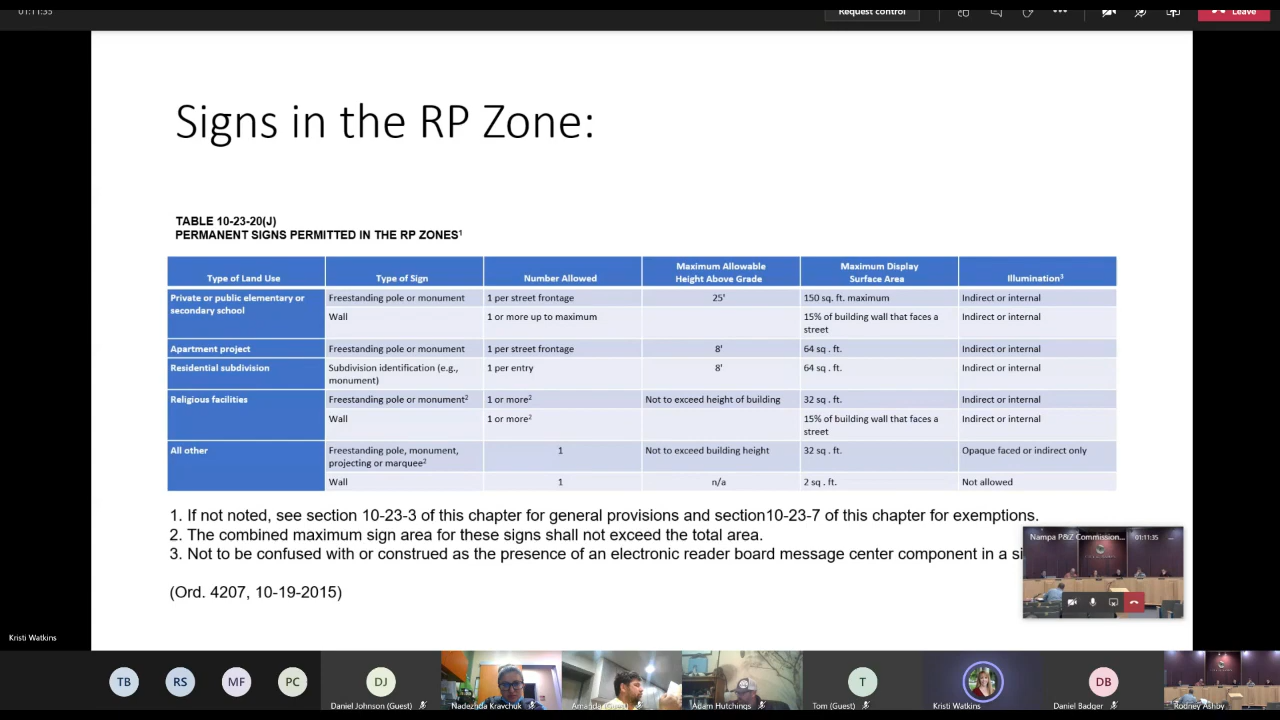 01:11:35
Request control
Leave
Signs in the RP Zone:
TABLE 10-23-20(J)
PERMANENT SIGNS PERMITTED IN THE RP ZONES¹
Type of Land Use Type of Sign Number Allowed Maximum Allowable Height Above Grade Maximum Display Surface Area Illumination³
Private or public elementary or secondary school Freestanding pole or monument 1 per street frontage 25' 150 sq. ft. maximum Indirect or internal
Wall 1 or more up to maximum 15% of building wall that faces a street Indirect or internal
Apartment project Freestanding pole or monument 1 per street frontage 8' 64 sq . ft. Indirect or internal
Residential subdivision Subdivision identification (e.g., monument) 1 per entry 8' 64 sq . ft. Indirect or internal
Religious facilities Freestanding pole or monument² 1 or more² Not to exceed height of building 32 sq . ft. Indirect or internal
Wall 1 or more² 15% of building wall that faces a street Indirect or internal
All other Freestanding pole, monument, projecting or marquee² 1 Not to exceed building height 32 sq . ft. Opaque faced or indirect only
Wall 1 n/a 2 sq . ft. Not allowed
1. If not noted, see section 10-23-3 of this chapter for general provisions and section10-23-7 of this chapter for exemptions.
2. The combined maximum sign area for these signs shall not exceed the total area.
3. Not to be confused with or construed as the presence of an electronic reader board message center component in a si
(Ord. 4207, 10-19-2015)
Nampa P&Z Commission... 01:11:35 ...
Kristi Watkins
TB RS MF PC DJ T DB
Daniel Johnson (Guest) Nadezhda Kravchuk Amanda (Guest) Adam Hutchings Tom (Guest) Kristi Watkins Daniel Badger Rodney Ashby